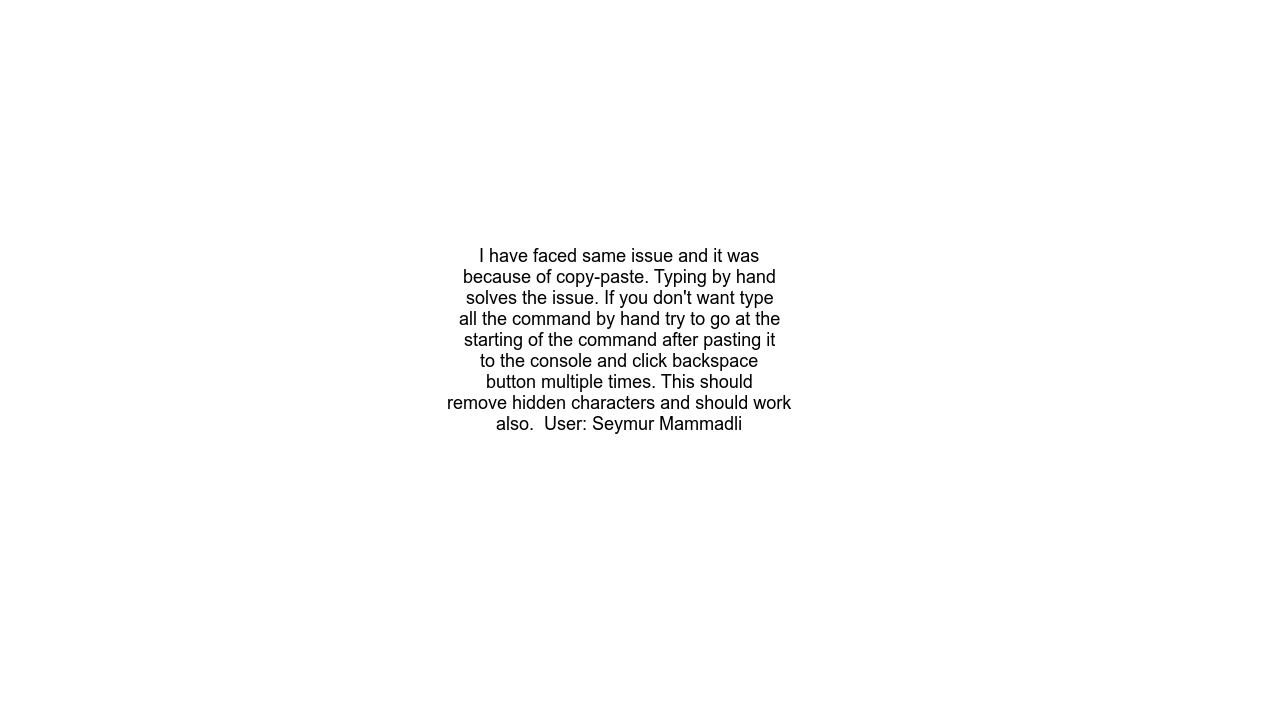 I have faced same issue and it was
because of copy-paste. Typing by hand
solves the issue. If you don't want type
all the command by hand try to go at the
starting of the command after pasting it
to the console and click backspace
button multiple times. This should
remove hidden characters and should work
also.  User: Seymur Mammadli